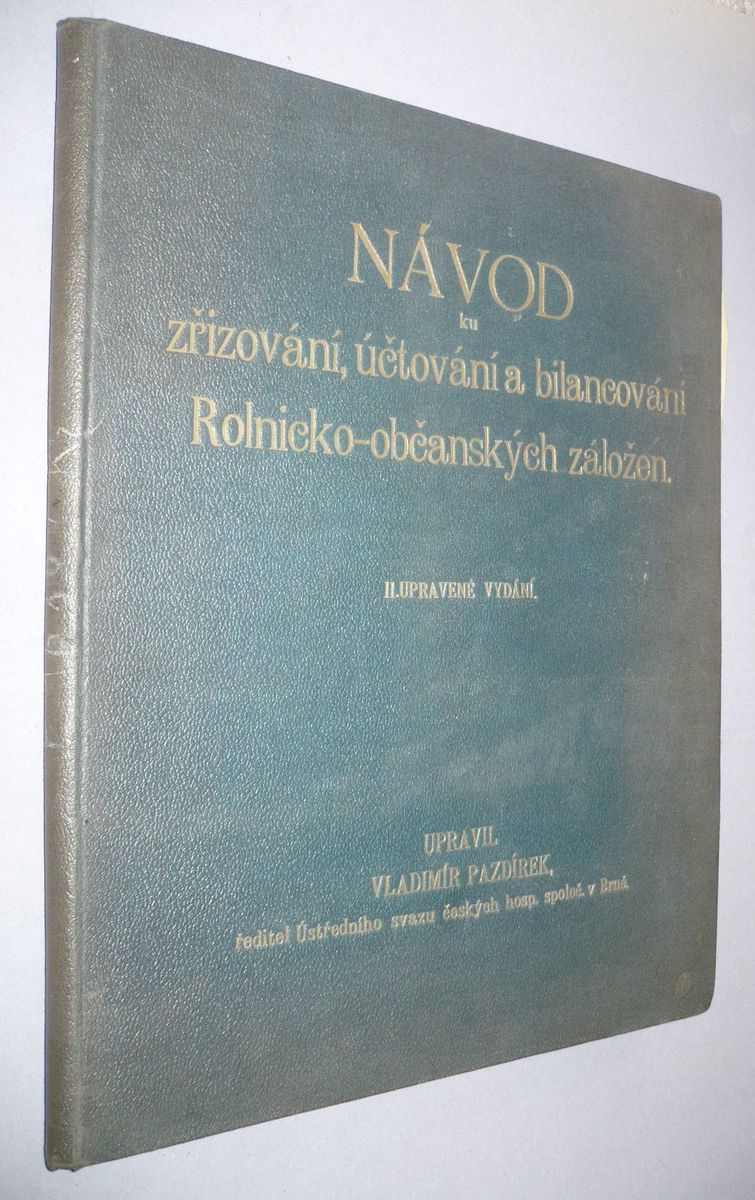 NÁVOD
ku
zřizování, účtování a bilancování
Rolnicko-občanských záložen.
II. UPRAVENÉ VYDÁNÍ.
UPRAVIL
VLADIMÍR PAZDÍREK,
ředitel Ústředního svazu českých hosp. společ. v Brně